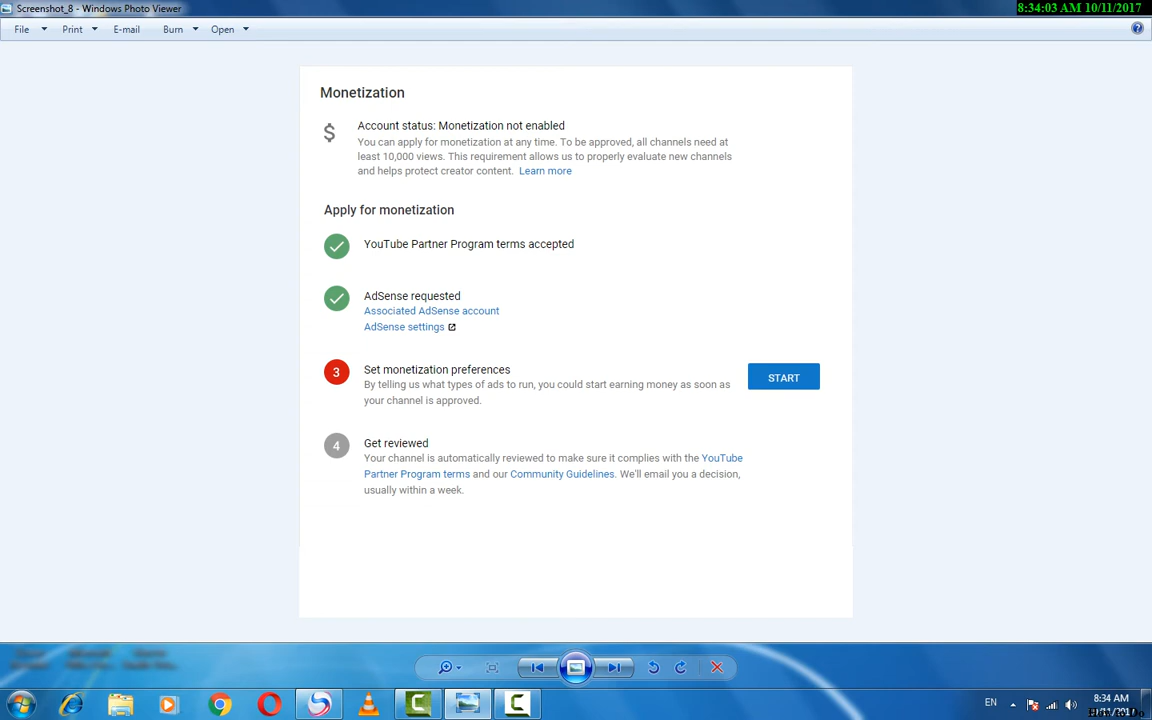 Screenshot_8 - Windows Photo Viewer
8:34:03 AM 10/11/2017
File Print E-mail Burn Open
Monetization
Account status: Monetization not enabled
You can apply for monetization at any time. To be approved, all channels need at
least 10,000 views. This requirement allows us to properly evaluate new channels
and helps protect creator content. Learn more
Apply for monetization
YouTube Partner Program terms accepted
AdSense requested
Associated AdSense account
AdSense settings
3 Set monetization preferences
By telling us what types of ads to run, you could start earning money as soon as
your channel is approved.
START
4 Get reviewed
Your channel is automatically reviewed to make sure it complies with the YouTube
Partner Program terms and our Community Guidelines. We'll email you a decision,
usually within a week.
EN
8:34 AM